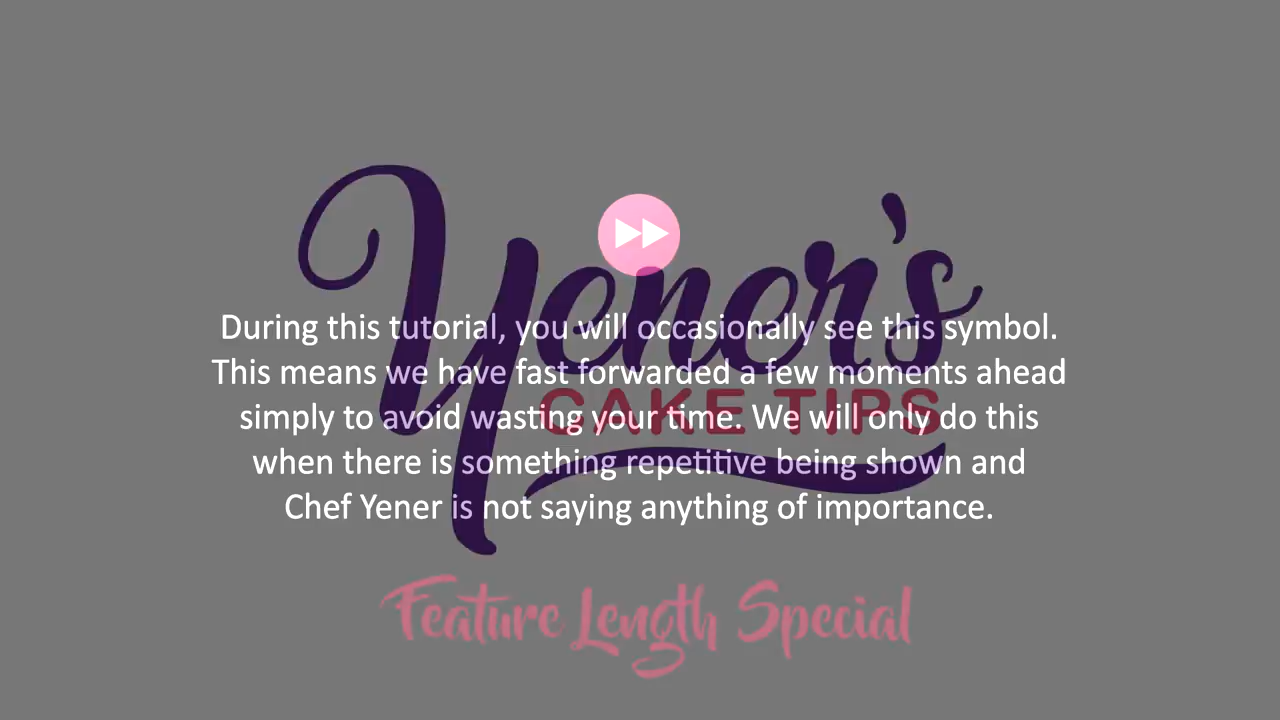 Yener's
During this tutorial, you will occasionally see this symbol.
This means we have fast forwarded a few moments ahead
CAKE TIPS
simply to avoid wasting your time. We will only do this
when there is something repetitive being shown and
Chef Yener is not saying anything of importance.
Feature Length Special